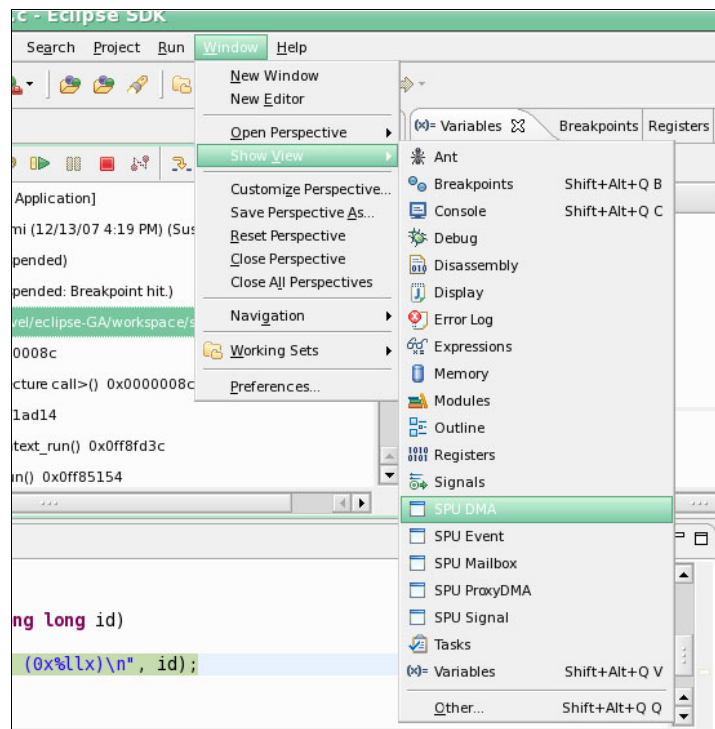 .c - Eclipse SDK
Search Project Run Window Help
New Window
New Editor
Open Perspective
Show View
Customize Perspective...
Save Perspective As...
Reset Perspective
Close Perspective
Close All Perspectives
Navigation
Working Sets
Preferences...
(x)= Variables Breakpoints Registers
Ant
Breakpoints Shift+Alt+Q B
Console Shift+Alt+Q C
Debug
Disassembly
Display
Error Log
Expressions
Memory
Modules
Outline
Registers
Signals
SPU DMA
SPU Event
SPU Mailbox
SPU ProxyDMA
SPU Signal
Tasks
(x)= Variables Shift+Alt+Q V
Other... Shift+Alt+Q Q
Application]
mi (12/13/07 4:19 PM) (Sus
pended)
pended: Breakpoint hit.)
vel/eclipse-GA/workspace/s
0008c
cture call>() 0x0000008c
1ad14
text_run() 0x0ff8fd3c
un() 0x0ff85154
ng long id)
(0x%llx)\n", id);